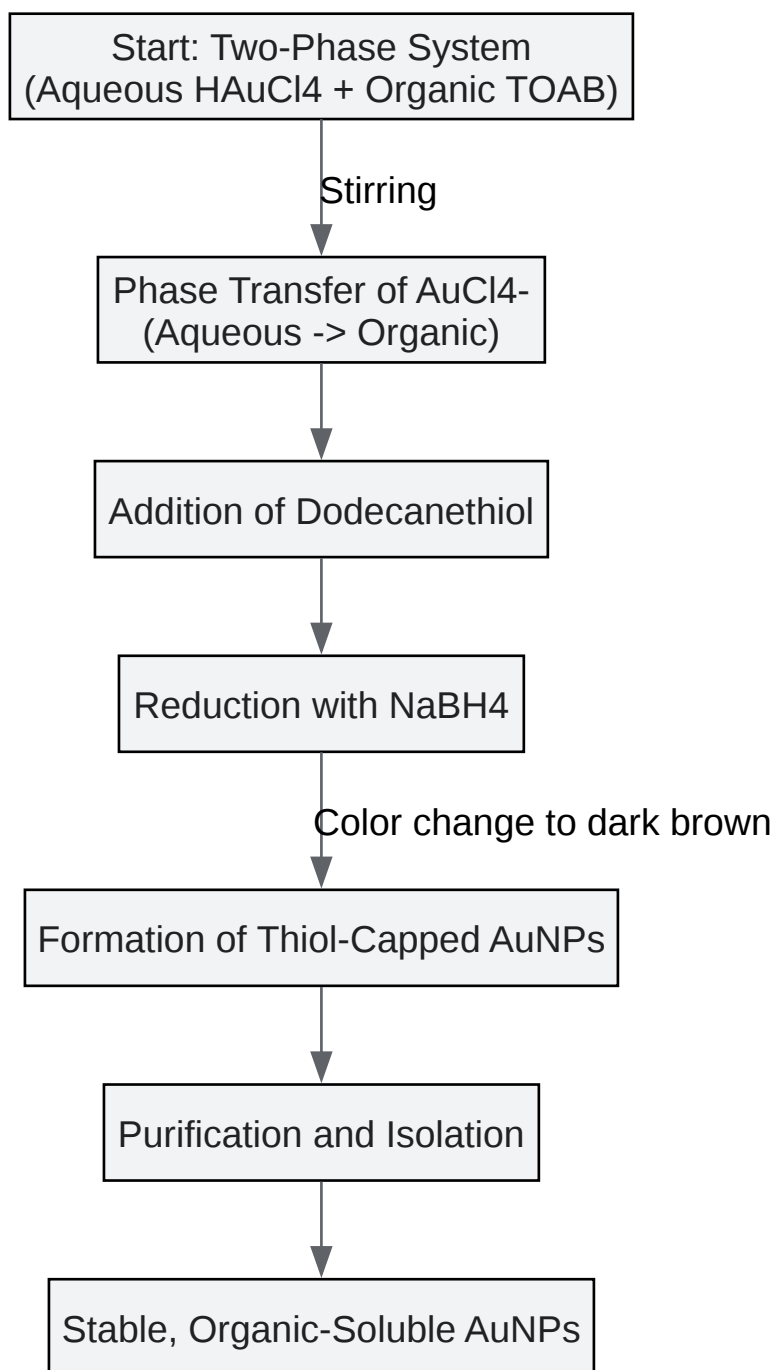 Start: Two-Phase System
(Aqueous HAuCl4 + Organic TOAB)
Stirring
Phase Transfer of AuCl4-
(Aqueous -> Organic)
Addition of Dodecanethiol
Reduction with NaBH4
Color change to dark brown
Formation of Thiol-Capped AuNPs
Purification and Isolation
Stable, Organic-Soluble AuNPs